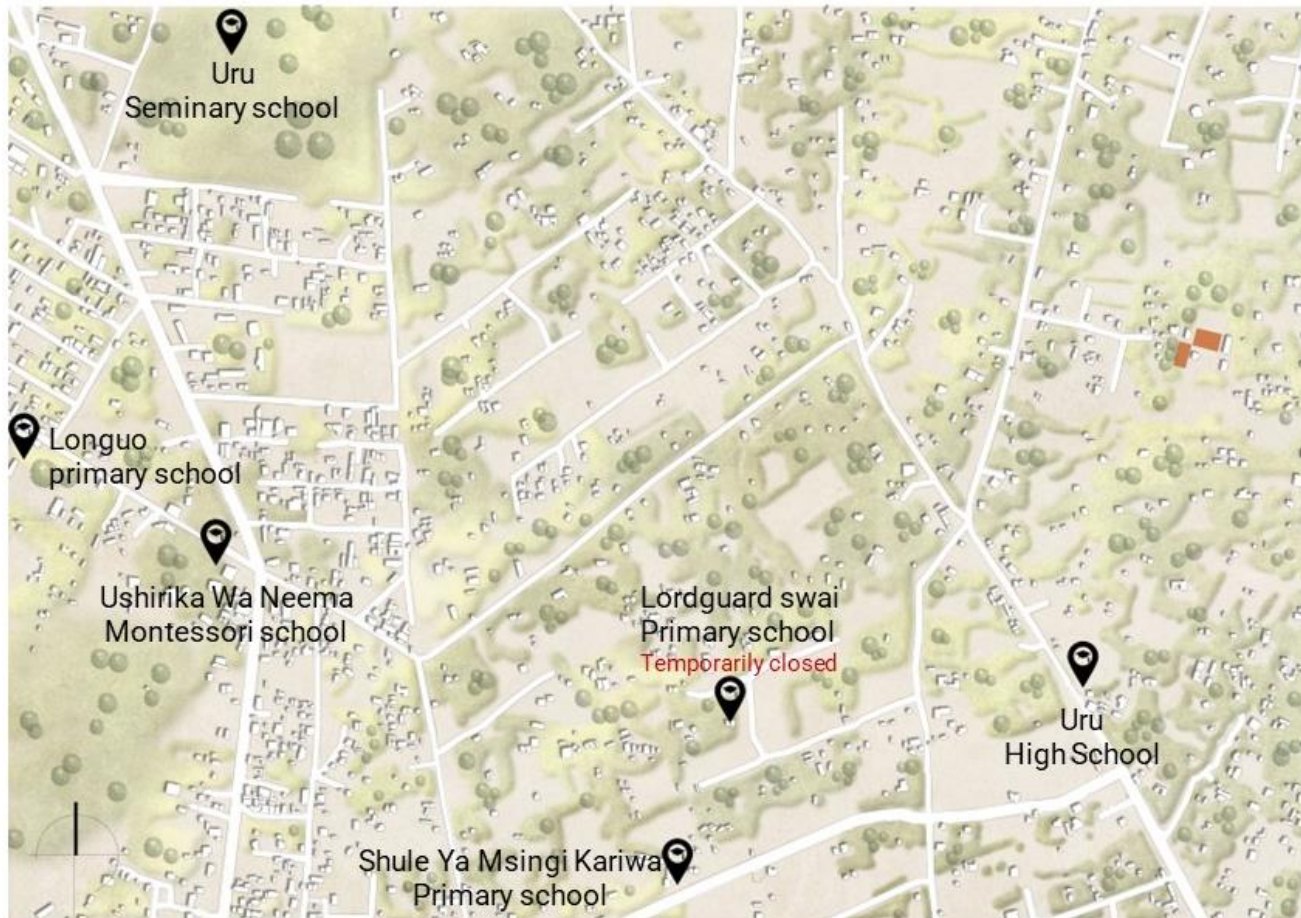 Uru
Seminary school
Longuo
primary school
Ushirika Wa Neema
Montessori school
Lordguard swai
Primary school
Temporarily closed
Uru
High School
Shule Ya Msingi Kariwa
Primary school